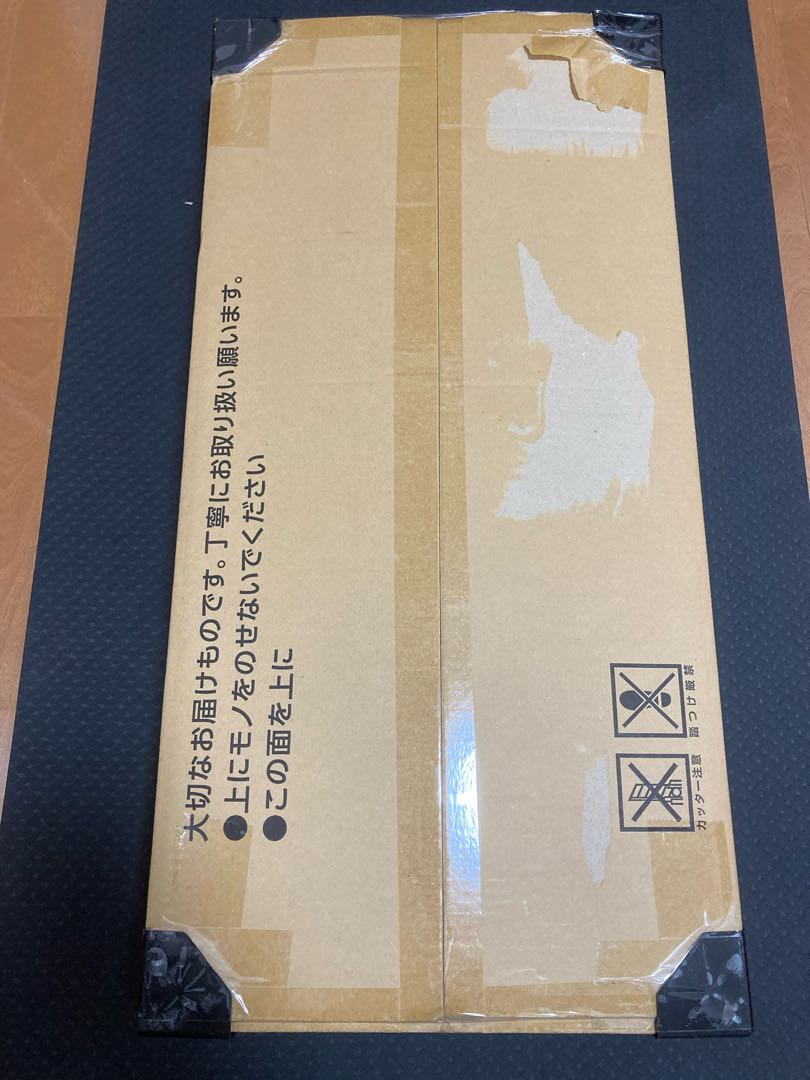 大切なお届けものです。丁寧にお取り扱い願います。
●上にモノをのせないでください
●この面を上に
踏つけ厳禁
カッター注意